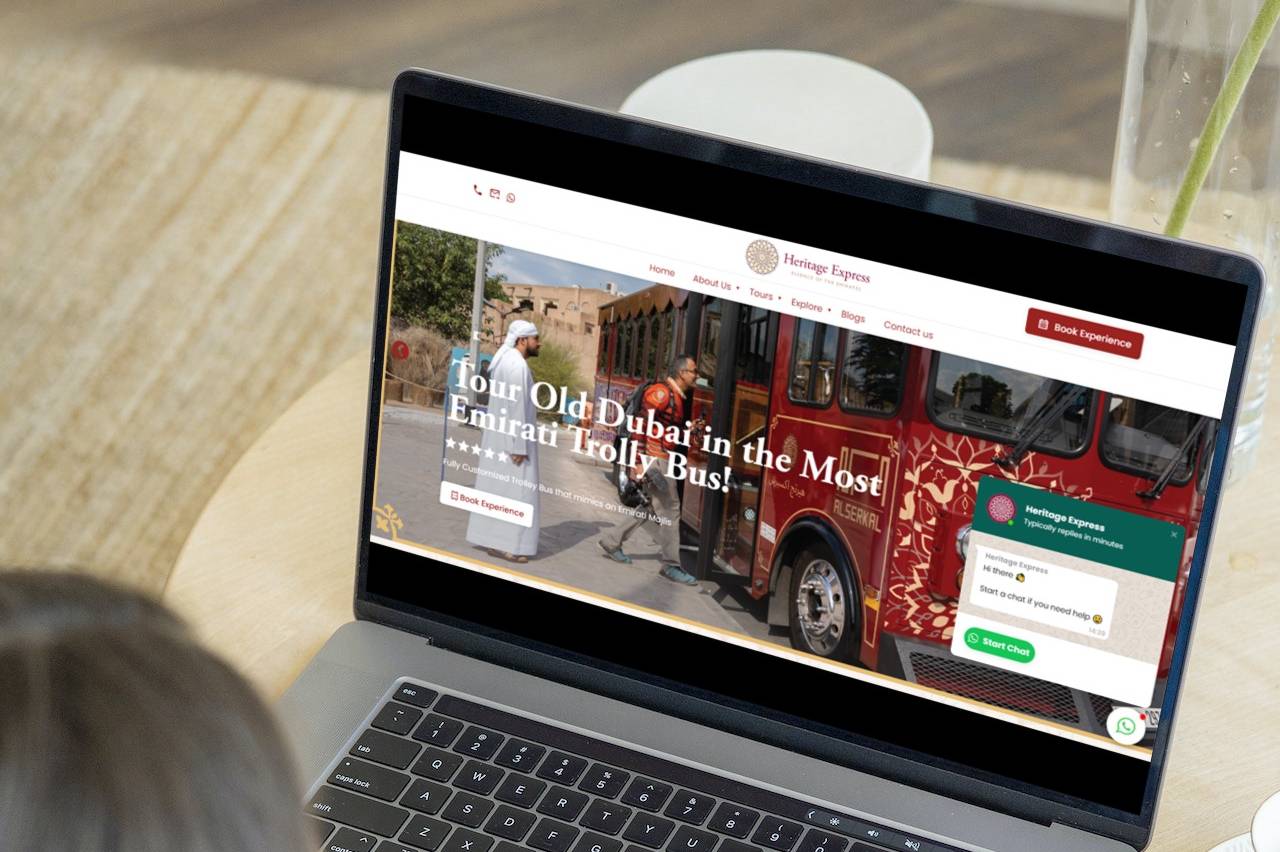 Heritage Express
ESSENCE OF THE EMIRATES
Home
About Us
Tours
Explore
Blogs
Contact us
Book Experience
Tour Old Dubai in the Most
Emirati Trolly Bus!
Fully Customized Trolley Bus that mimics an Emirati Majlis
Book Experience
ALSERKAL
Heritage Express
Typically replies in minutes
Heritage Express
Hi there
Start a chat if you need help
Start Chat
esc
~
!
1
@
2
#
3
$
4
%
5
^
6
&
7
*
8
(
9
tab
Q
W
E
R
T
Y
U
caps lock
A
S
D
F
G
shift
Z
X